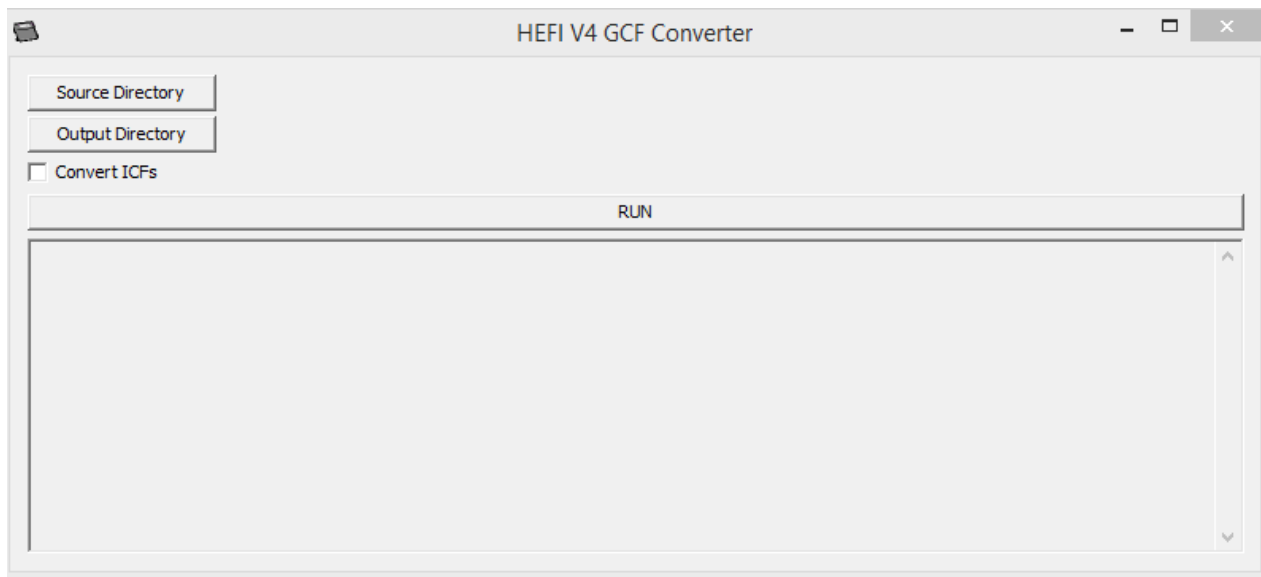 HEFI V4 GCF Converter
Source Directory
Output Directory
Convert ICFs
RUN